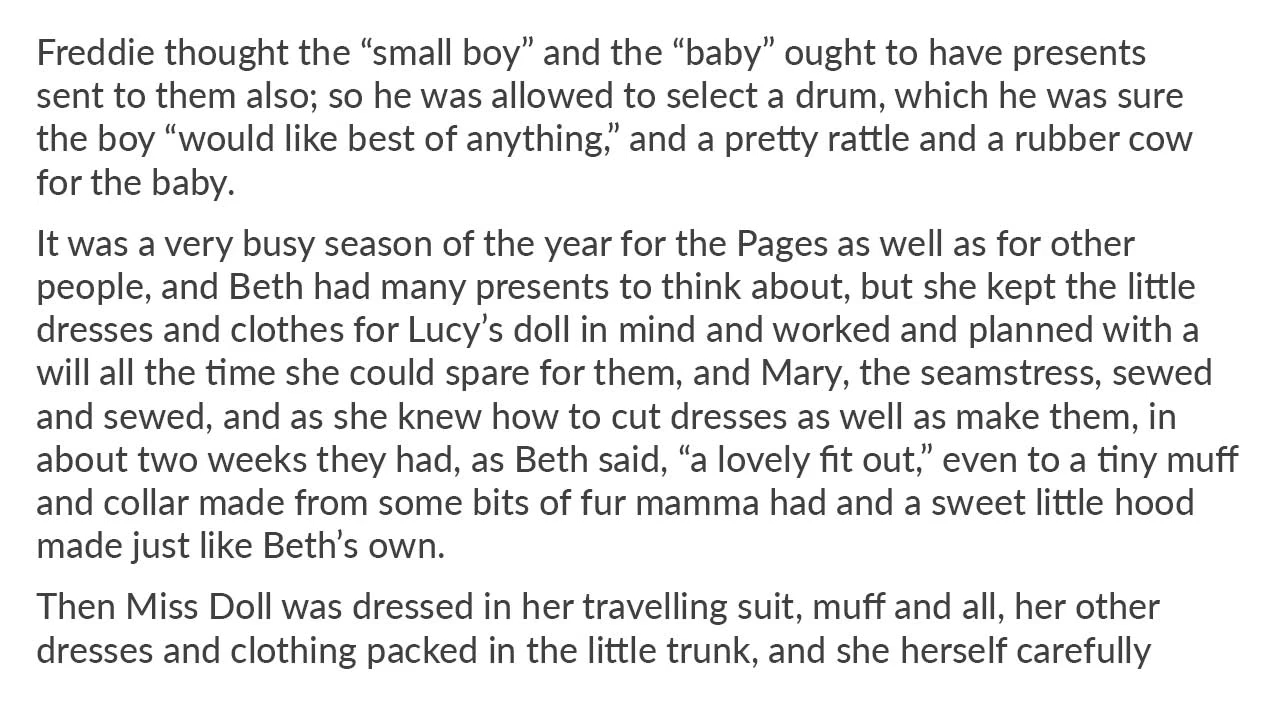 Freddie thought the “small boy” and the “baby” ought to have presents
sent to them also; so he was allowed to select a drum, which he was sure
the boy “would like best of anything,” and a pretty rattle and a rubber cow
for the baby.
It was a very busy season of the year for the Pages as well as for other
people, and Beth had many presents to think about, but she kept the little
dresses and clothes for Lucy’s doll in mind and worked and planned with a
will all the time she could spare for them, and Mary, the seamstress, sewed
and sewed, and as she knew how to cut dresses as well as make them, in
about two weeks they had, as Beth said, “a lovely fit out,” even to a tiny muff
and collar made from some bits of fur mamma had and a sweet little hood
made just like Beth’s own.
Then Miss Doll was dressed in her travelling suit, muff and all, her other
dresses and clothing packed in the little trunk, and she herself carefully